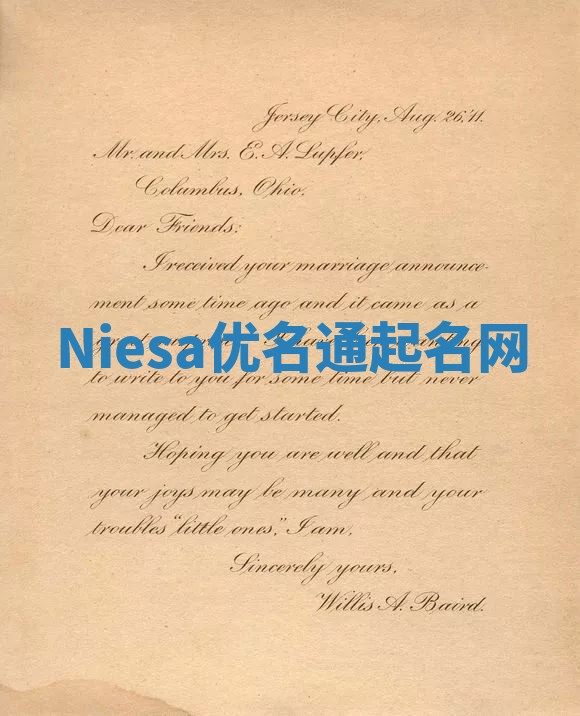 Jersey City, Aug. 26, '11.
Mr. and Mrs. E. A. Lupfer,
Columbus, Ohio.
Dear Friends:
I received your marriage announce-
ment some time ago and it came as a
Niesa优名通起名网
to write to you for some time but never
managed to get started.
Hoping you are well and that
your joys may be many and your
troubles "little ones," I am,
Sincerely yours,
Willis A. Baird.